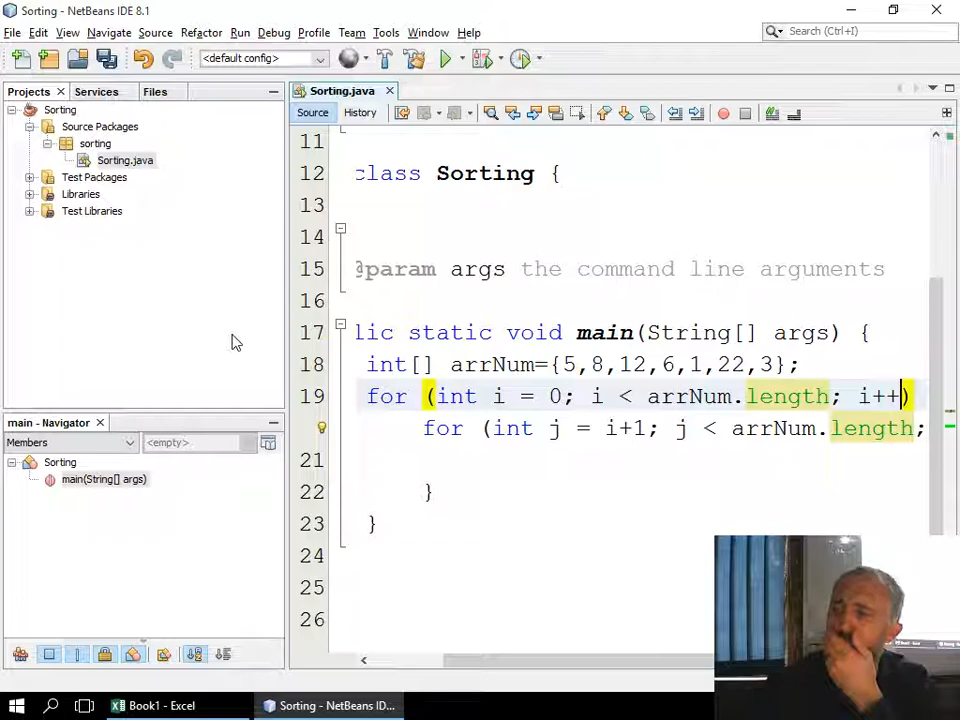 Sorting - NetBeans IDE 8.1
File Edit View Navigate Source Refactor Run Debug Profile Team Tools Window Help
Search (Ctrl+I)
<default config>
Projects Services Files
Sorting.java
Source History
Sorting
Source Packages
sorting
Sorting.java
Test Packages
Libraries
Test Libraries
11
12 class Sorting {
13
14
15 @param args the command line arguments
16
17 lic static void main(String[] args) {
18 int[] arrNum={5,8,12,6,1,22,3};
19 for (int i = 0; i < arrNum.length; i++)
for (int j = i+1; j < arrNum.length;
21
22 }
23 }
24
25
26
main - Navigator
Members <empty>
Sorting
main(String[] args)
Book1 - Excel
Sorting - NetBeans ID...